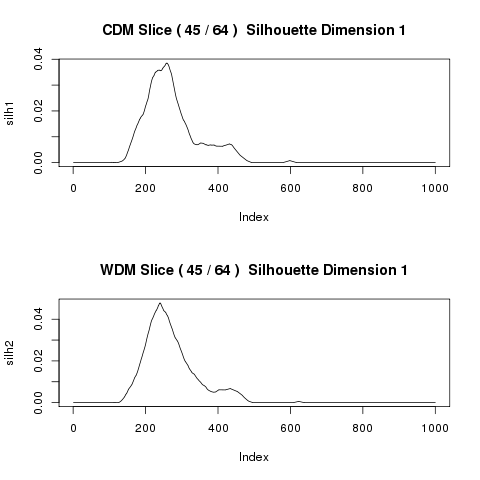 CDM Slice ( 45 / 64 )  Silhouette Dimension 1
silh1
0.04
0.02
0.00
0 200 400 600 800 1000
Index
WDM Slice ( 45 / 64 )  Silhouette Dimension 1
silh2
0.04
0.02
0.00
0 200 400 600 800 1000
Index